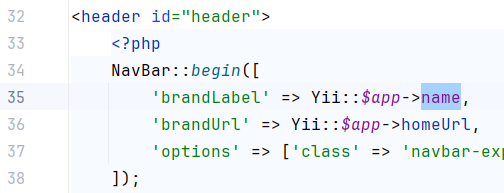 32 <header id="header">
33 <?php
34 NavBar::begin([
35 'brandLabel' => Yii::$app->name,
36 'brandUrl' => Yii::$app->homeUrl,
37 'options' => ['class' => 'navbar-exp
38 ]);